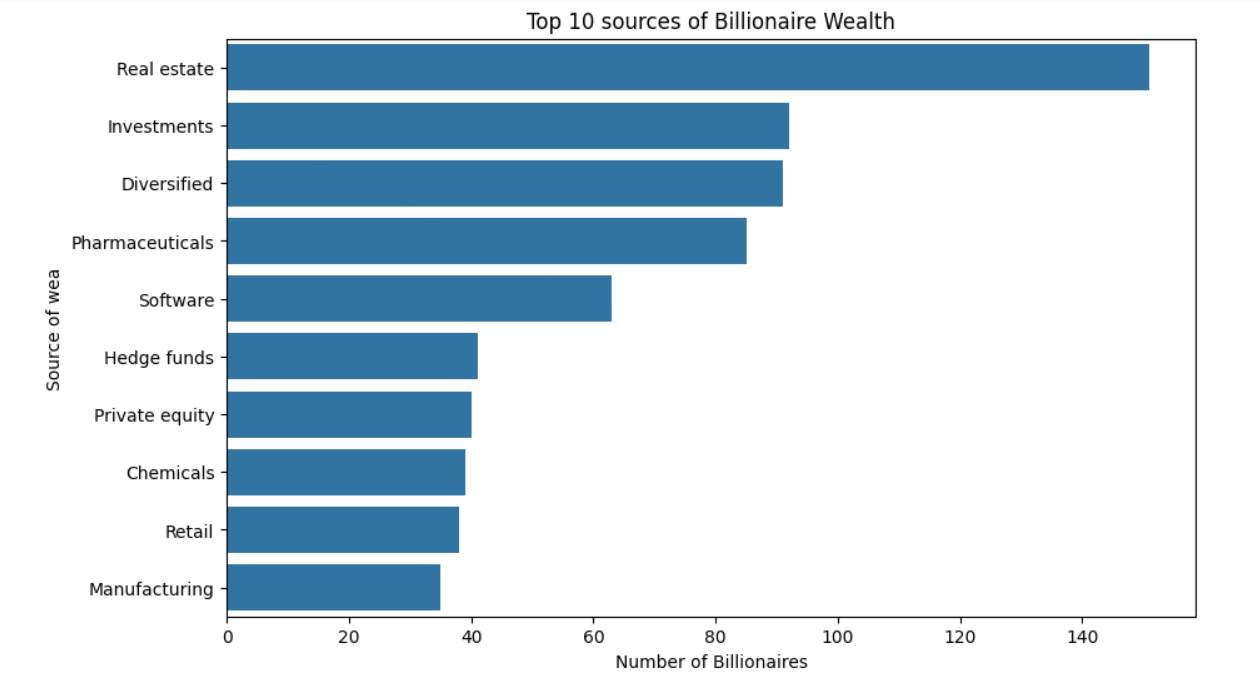 Top 10 sources of Billionaire Wealth
Real estate
Investments
Diversified
Pharmaceuticals
Software
Hedge funds
Private equity
Chemicals
Retail
Manufacturing
Source of wea
0 20 40 60 80 100 120 140
Number of Billionaires